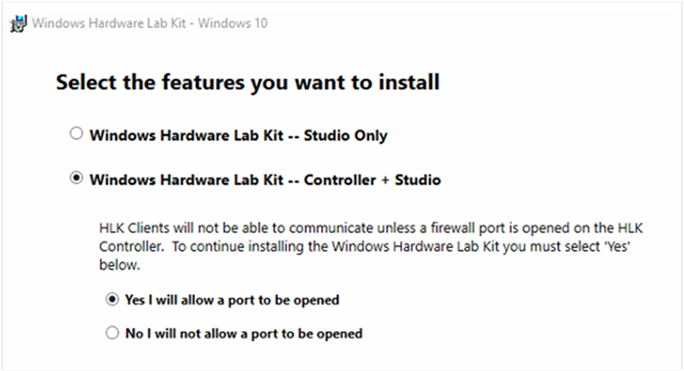 Windows Hardware Lab Kit - Windows 10
Select the features you want to install
Windows Hardware Lab Kit -- Studio Only
Windows Hardware Lab Kit -- Controller + Studio
HLK Clients will not be able to communicate unless a firewall port is opened on the HLK
Controller.  To continue installing the Windows Hardware Lab Kit you must select 'Yes'
below.
Yes I will allow a port to be opened
No I will not allow a port to be opened